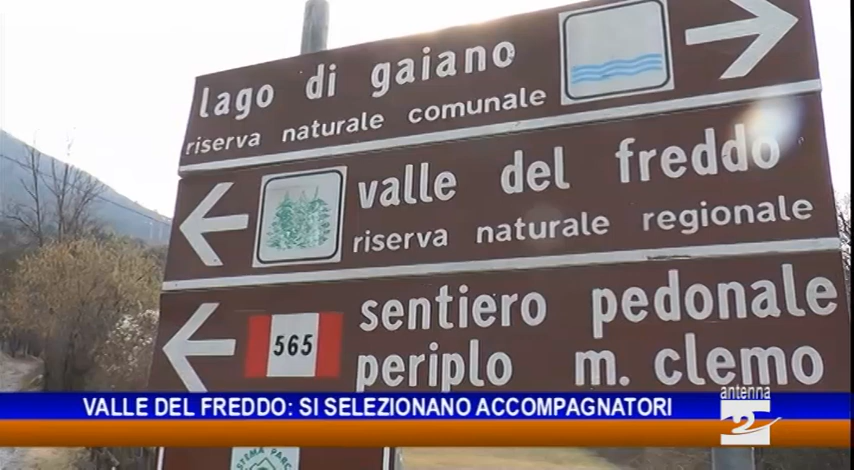 lago di gaiano
riserva naturale comunale
valle del freddo
riserva naturale regionale
565
sentiero pedonale
periplo m. clemo
VALLE DEL FREDDO: SI SELEZIONANO ACCOMPAGNATORI
antenna
2